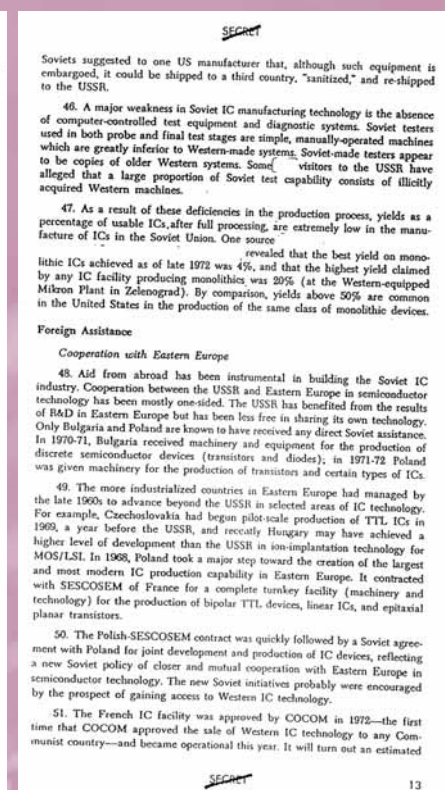 SECRET
Soviets suggested to one US manufacturer that, although such equipment is
embargoed, it could be shipped to a third country, "sanitized," and re-shipped
to the USSR.
46. A major weakness in Soviet IC manufacturing technology is the absence
of computer-controlled test equipment and diagnostic systems. Soviet testers
used in both probe and final test stages are simple, manually-operated machines
which are greatly inferior to Western-made systems. Soviet-made testers appear
to be copies of older Western systems. Some[ visitors to the USSR have
alleged that a large proportion of Soviet test capability consists of illicitly
acquired Western machines.
47. As a result of these deficiencies in the production process, yields as a
percentage of usable ICs, after full processing, are extremely low in the manu-
facture of ICs in the Soviet Union. One source
revealed that the best yield on mono-
lithic ICs achieved as of late 1972 was 4%, and that the highest yield claimed
by any IC facility producing monolithics was 20% (at the Western-equipped
Mikron Plant in Zelenograd). By comparison, yields above 50% are common
in the United States in the production of the same class of monolithic devices.
Foreign Assistance
Cooperation with Eastern Europe
48. Aid from abroad has been instrumental in building the Soviet IC
industry. Cooperation between the USSR and Eastern Europe in semiconductor
technology has been mostly one-sided. The USSR has benefited from the results
of R&D in Eastern Europe but has been less free in sharing its own technology.
Only Bulgaria and Poland are known to have received any direct Soviet assistance.
In 1970-71, Bulgaria received machinery and equipment for the production of
discrete semiconductor devices (transistors and diodes); in 1971-72 Poland
was given machinery for the production of transistors and certain types of ICs.
49. The more industrialized countries in Eastern Europe had managed by
the late 1960s to advance beyond the USSR in selected areas of IC technology.
For example, Czechoslovakia had begun pilot-scale production of TTL ICs in
1969, a year before the USSR, and recently Hungary may have achieved a
higher level of development than the USSR in ion-implantation technology for
MOS/LSI. In 1968, Poland took a major step toward the creation of the largest
and most modern IC production capability in Eastern Europe. It contracted
with SESCOSEM of France for a complete turnkey facility (machinery and
technology) for the production of bipolar TTL devices, linear ICs, and epitaxial
planar transistors.
50. The Polish-SESCOSEM contract was quickly followed by a Soviet agree-
ment with Poland for joint development and production of IC devices, reflecting
a new Soviet policy of closer and mutual cooperation with Eastern Europe in
semiconductor technology. The new Soviet initiatives probably were encouraged
by the prospect of gaining access to Western IC technology.
51. The French IC facility was approved by COCOM in 1972—the first
time that COCOM approved the sale of Western IC technology to any Com-
munist country—and became operational this year. It will turn out an estimated
SECRET
13